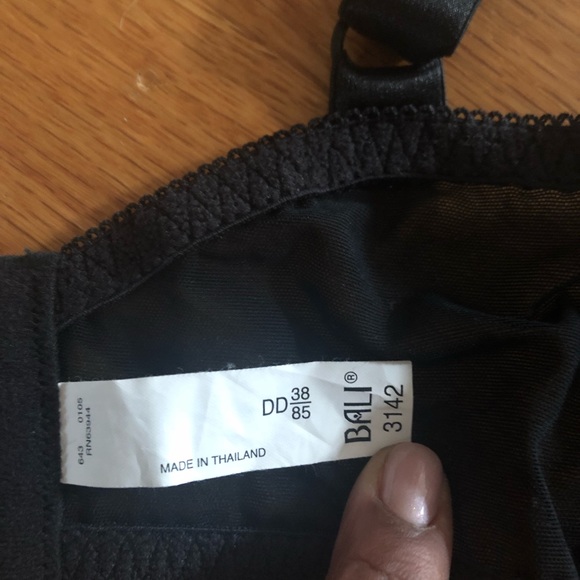 BALI®
3142
DD 38/85
MADE IN THAILAND
643 0105
RN63944